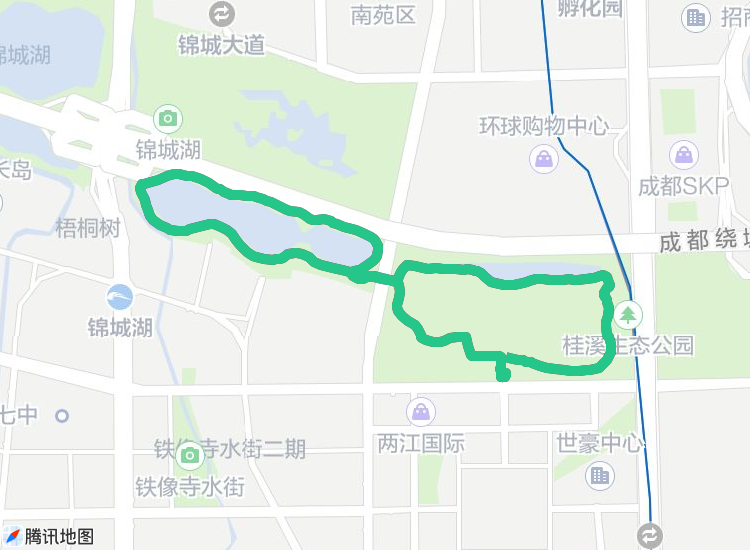 南苑区
孵化园
招商
锦城大道
锦城湖
环球购物中心
锦城湖
长岛
成都SKP
梧桐树
成都绕城
锦城湖
桂溪生态公园
七中
两江国际
世豪中心
铁像寺水街二期
铁像寺水街
腾讯地图